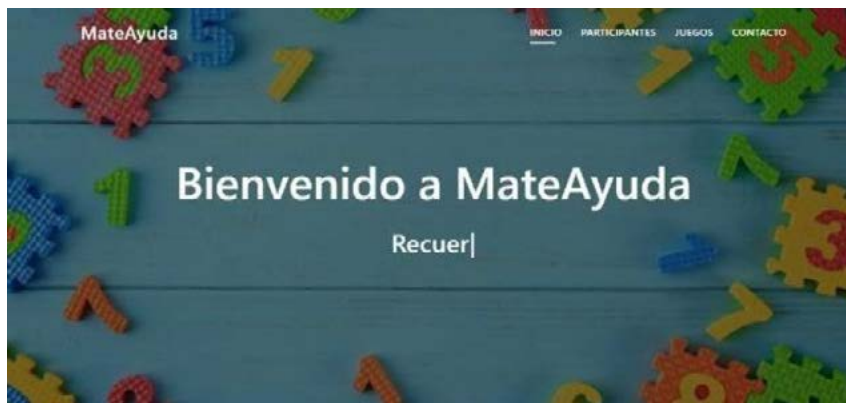 MateAyuda
INICIO PARTICIPANTES JUEGOS CONTACTO
Bienvenido a MateAyuda
Recuer|